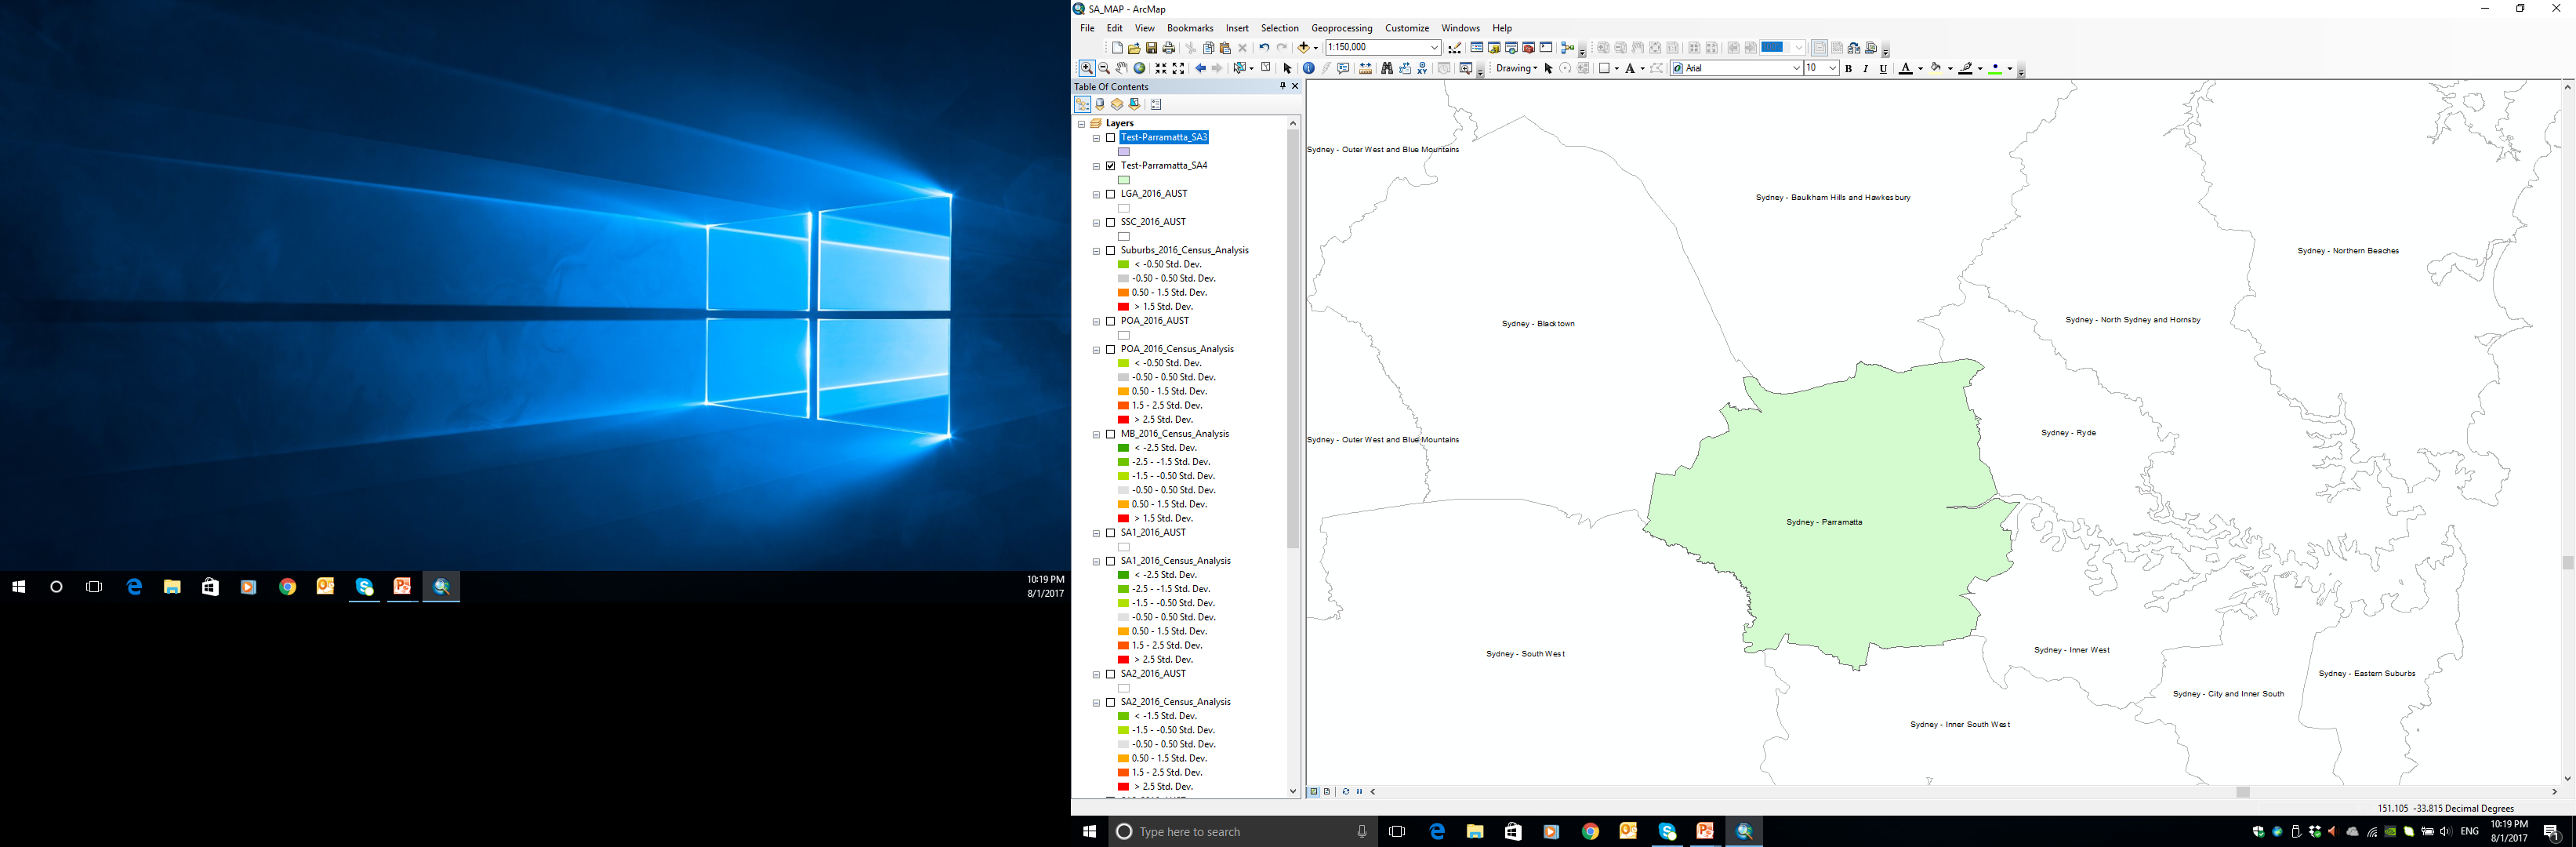 10:19 PM
8/1/2017
SA_MAP - ArcMap
File Edit View Bookmarks Insert Selection Geoprocessing Customize Windows Help
1:150,000
Drawing Arial 10 B I U A
Table Of Contents
Layers
Test-Parramatta_SA3
Test-Parramatta_SA4
LGA_2016_AUST
SSC_2016_AUST
Suburbs_2016_Census_Analysis
< -0.50 Std. Dev.
-0.50 - 0.50 Std. Dev.
0.50 - 1.5 Std. Dev.
> 1.5 Std. Dev.
POA_2016_AUST
POA_2016_Census_Analysis
< -0.50 Std. Dev.
-0.50 - 0.50 Std. Dev.
0.50 - 1.5 Std. Dev.
1.5 - 2.5 Std. Dev.
> 2.5 Std. Dev.
MB_2016_Census_Analysis
< -2.5 Std. Dev.
-2.5 - -1.5 Std. Dev.
-1.5 - -0.50 Std. Dev.
-0.50 - 0.50 Std. Dev.
0.50 - 1.5 Std. Dev.
> 1.5 Std. Dev.
SA1_2016_AUST
SA1_2016_Census_Analysis
< -2.5 Std. Dev.
-2.5 - -1.5 Std. Dev.
-1.5 - -0.50 Std. Dev.
-0.50 - 0.50 Std. Dev.
0.50 - 1.5 Std. Dev.
1.5 - 2.5 Std. Dev.
> 2.5 Std. Dev.
SA2_2016_AUST
SA2_2016_Census_Analysis
< -1.5 Std. Dev.
-1.5 - -0.50 Std. Dev.
-0.50 - 0.50 Std. Dev.
0.50 - 1.5 Std. Dev.
1.5 - 2.5 Std. Dev.
> 2.5 Std. Dev.
Sydney - Outer West and Blue Mountains
Sydney - Baulkham Hills and Hawkesbury
Sydney - Northern Beaches
Sydney - North Sydney and Hornsby
Sydney - Blacktown
Sydney - Ryde
Sydney - Outer West and Blue Mountains
Sydney - Parramatta
Sydney - Inner West
Sydney - South West
Sydney - Eastern Suburbs
Sydney - City and Inner South
Sydney - Inner South West
151.105 -33.815 Decimal Degrees
Type here to search
ENG
10:19 PM
8/1/2017